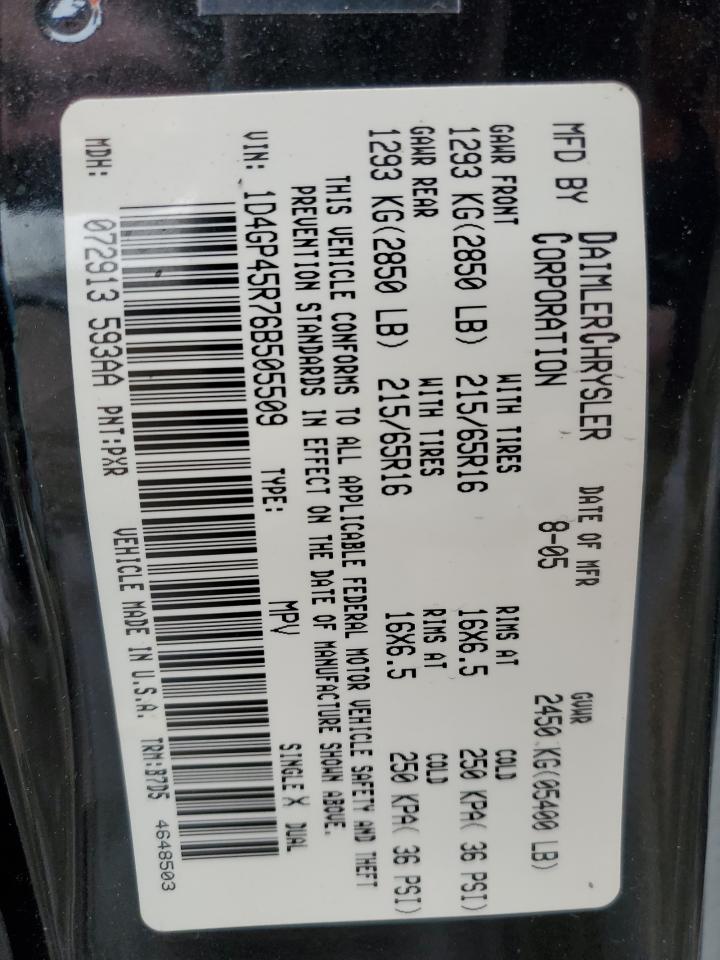 MFD BY DAIMLERCHRYSLER CORPORATION DATE OF MFR 8-05 GVWR 2450 KG(05400 LB)
GAWR FRONT WITH TIRES RIMS AT COLD
1293 KG(2850 LB) 215/65R16 16X6.5 250 KPA( 36 PSI)
GAWR REAR WITH TIRES RIMS AT COLD
1293 KG(2850 LB) 215/65R16 16X6.5 250 KPA( 36 PSI)
THIS VEHICLE CONFORMS TO ALL APPLICABLE FEDERAL MOTOR VEHICLE SAFETY AND THEFT
PREVENTION STANDARDS IN EFFECT ON THE DATE OF MANUFACTURE SHOWN ABOVE.
VIN: 1D4GP45R76B505509 TYPE: MPV SINGLE X DUAL
MDH: 072913 593AA PNT:PXR VEHICLE MADE IN U.S.A. TRM:B7D5 4648503